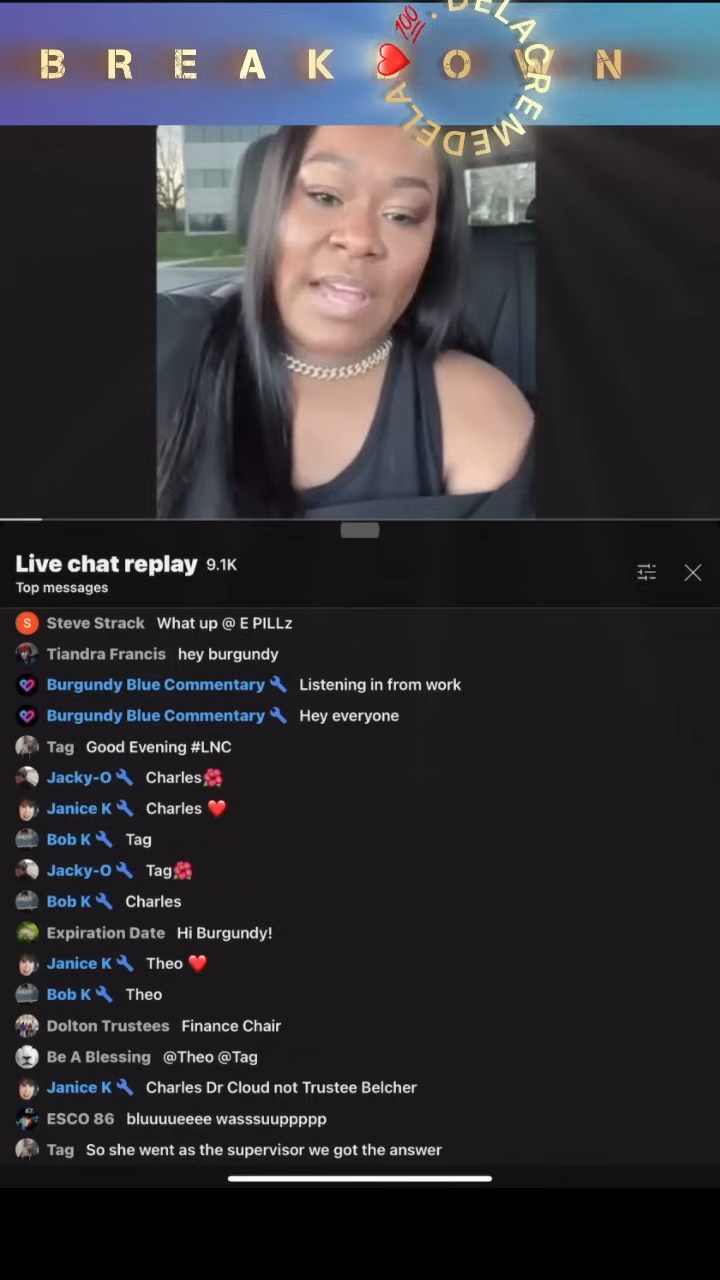 BREAKDOWN
DELACREMEDELA
💯
Live chat replay 9.1K
Top messages
S Steve Strack What up @ E PILLz
Tiandra Francis hey burgundy
Burgundy Blue Commentary 🔧 Listening in from work
Burgundy Blue Commentary 🔧 Hey everyone
Tag Good Evening #LNC
Jacky-O 🔧 Charles🌺
Janice K 🔧 Charles ❤️
Bob K 🔧 Tag
Jacky-O 🔧 Tag🌺
Bob K 🔧 Charles
Expiration Date Hi Burgundy!
Janice K 🔧 Theo ❤️
Bob K 🔧 Theo
Dolton Trustees Finance Chair
Be A Blessing @Theo @Tag
Janice K 🔧 Charles Dr Cloud not Trustee Belcher
ESCO 86 bluuuueeee wasssuuppppp
Tag So she went as the supervisor we got the answer